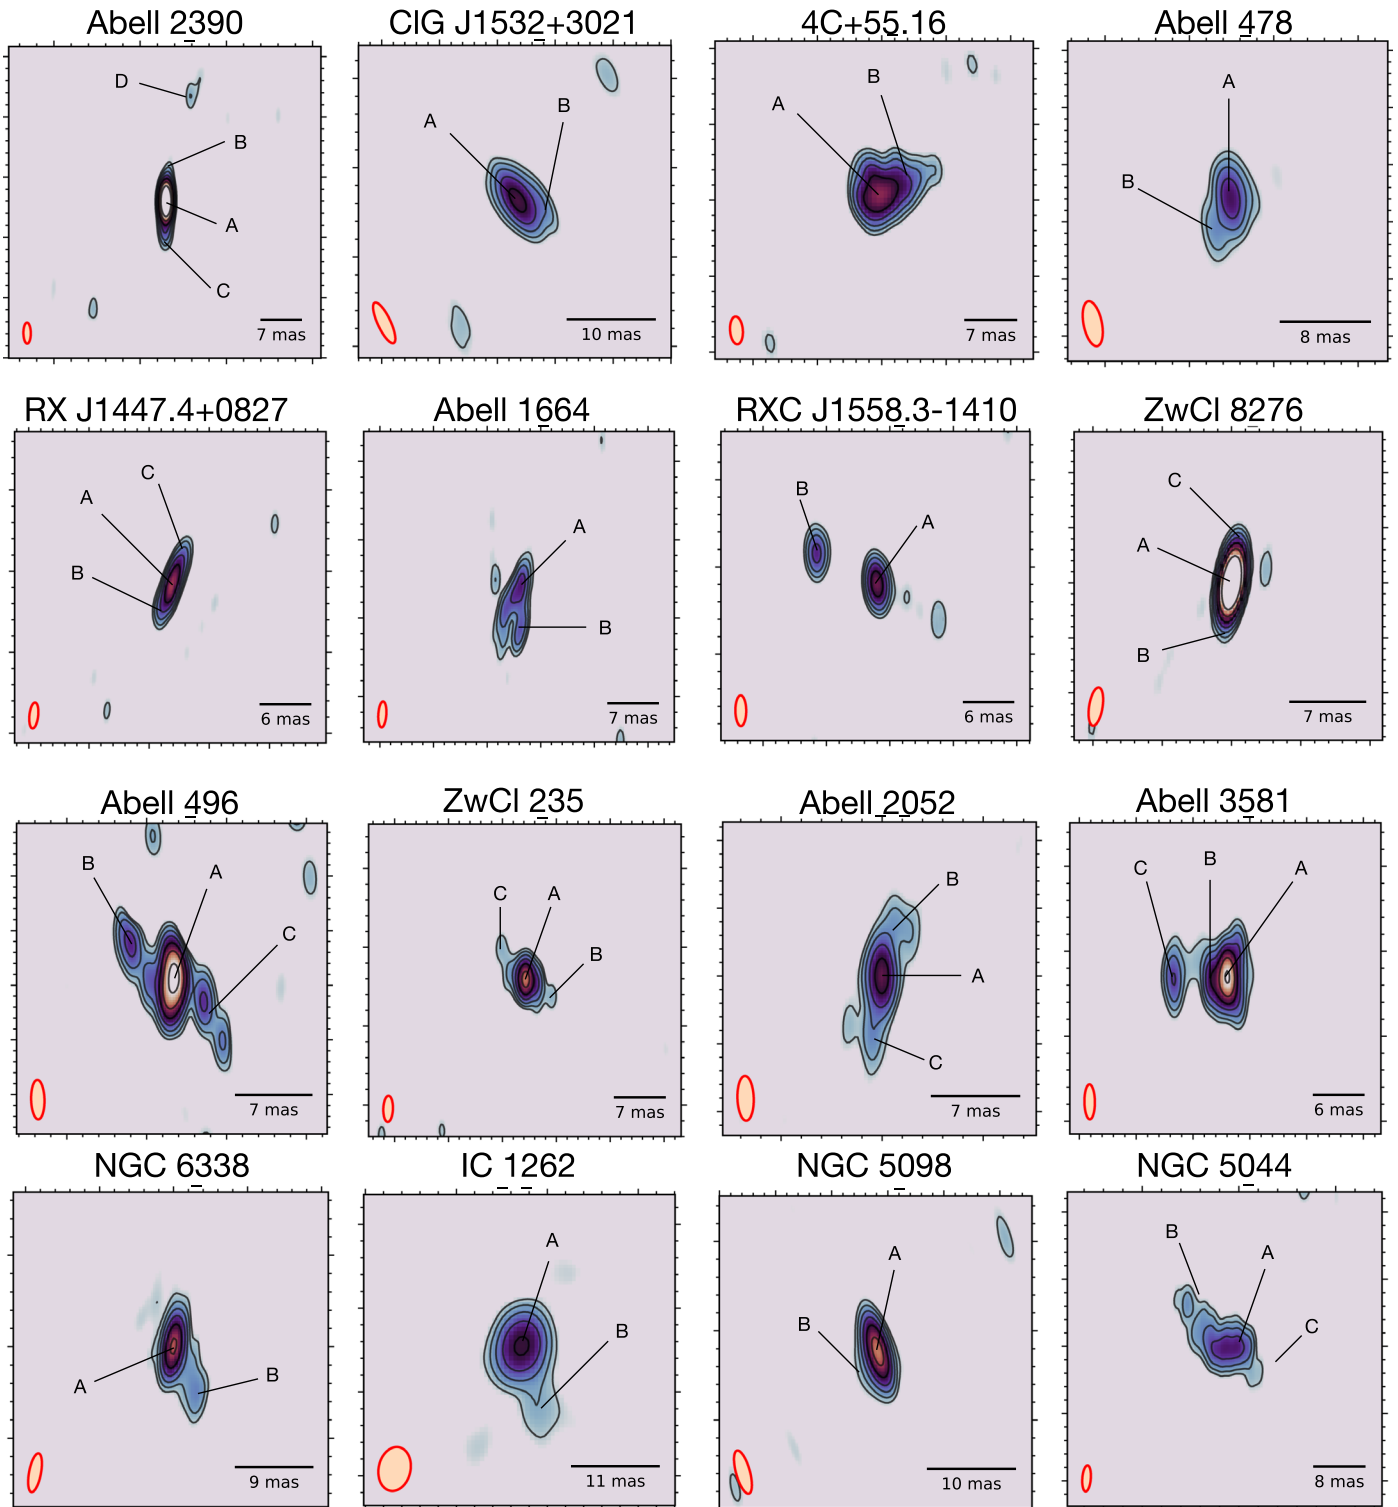 Abell 2390
ClG J1532+3021
4C+55.16
Abell 478
D
B
A
C
7 mas
A
B
10 mas
A
B
7 mas
A
B
8 mas
RX J1447.4+0827
Abell 1664
RXC J1558.3-1410
ZwCl 8276
C
A
B
6 mas
A
B
7 mas
B
A
6 mas
C
A
B
7 mas
Abell 496
ZwCl 235
Abell 2052
Abell 3581
B
A
C
7 mas
C
A
B
7 mas
B
A
C
7 mas
C
B
A
6 mas
NGC 6338
IC 1262
NGC 5098
NGC 5044
A
B
9 mas
A
B
11 mas
A
B
10 mas
B
A
C
8 mas